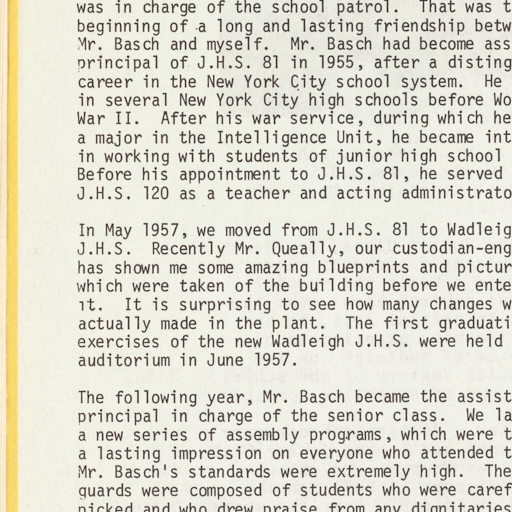 was in charge of the school patrol. That was t
beginning of a long and lasting friendship betw
Mr. Basch and myself. Mr. Basch had become ass
principal of J.H.S. 81 in 1955, after a disting
career in the New York City school system. He
in several New York City high schools before Wo
War II. After his war service, during which he
a major in the Intelligence Unit, he became int
in working with students of junior high school
Before his appointment to J.H.S. 81, he served
J.H.S. 120 as a teacher and acting administrato
In May 1957, we moved from J.H.S. 81 to Wadleig
J.H.S. Recently Mr. Queally, our custodian-eng
has shown me some amazing blueprints and pictur
which were taken of the building before we ente
it. It is surprising to see how many changes w
actually made in the plant. The first graduati
exercises of the new Wadleigh J.H.S. were held
auditorium in June 1957.
The following year, Mr. Basch became the assist
principal in charge of the senior class. We la
a new series of assembly programs, which were t
a lasting impression on everyone who attended t
Mr. Basch's standards were extremely high. The
guards were composed of students who were caref
picked and who drew praise from any dignitaries